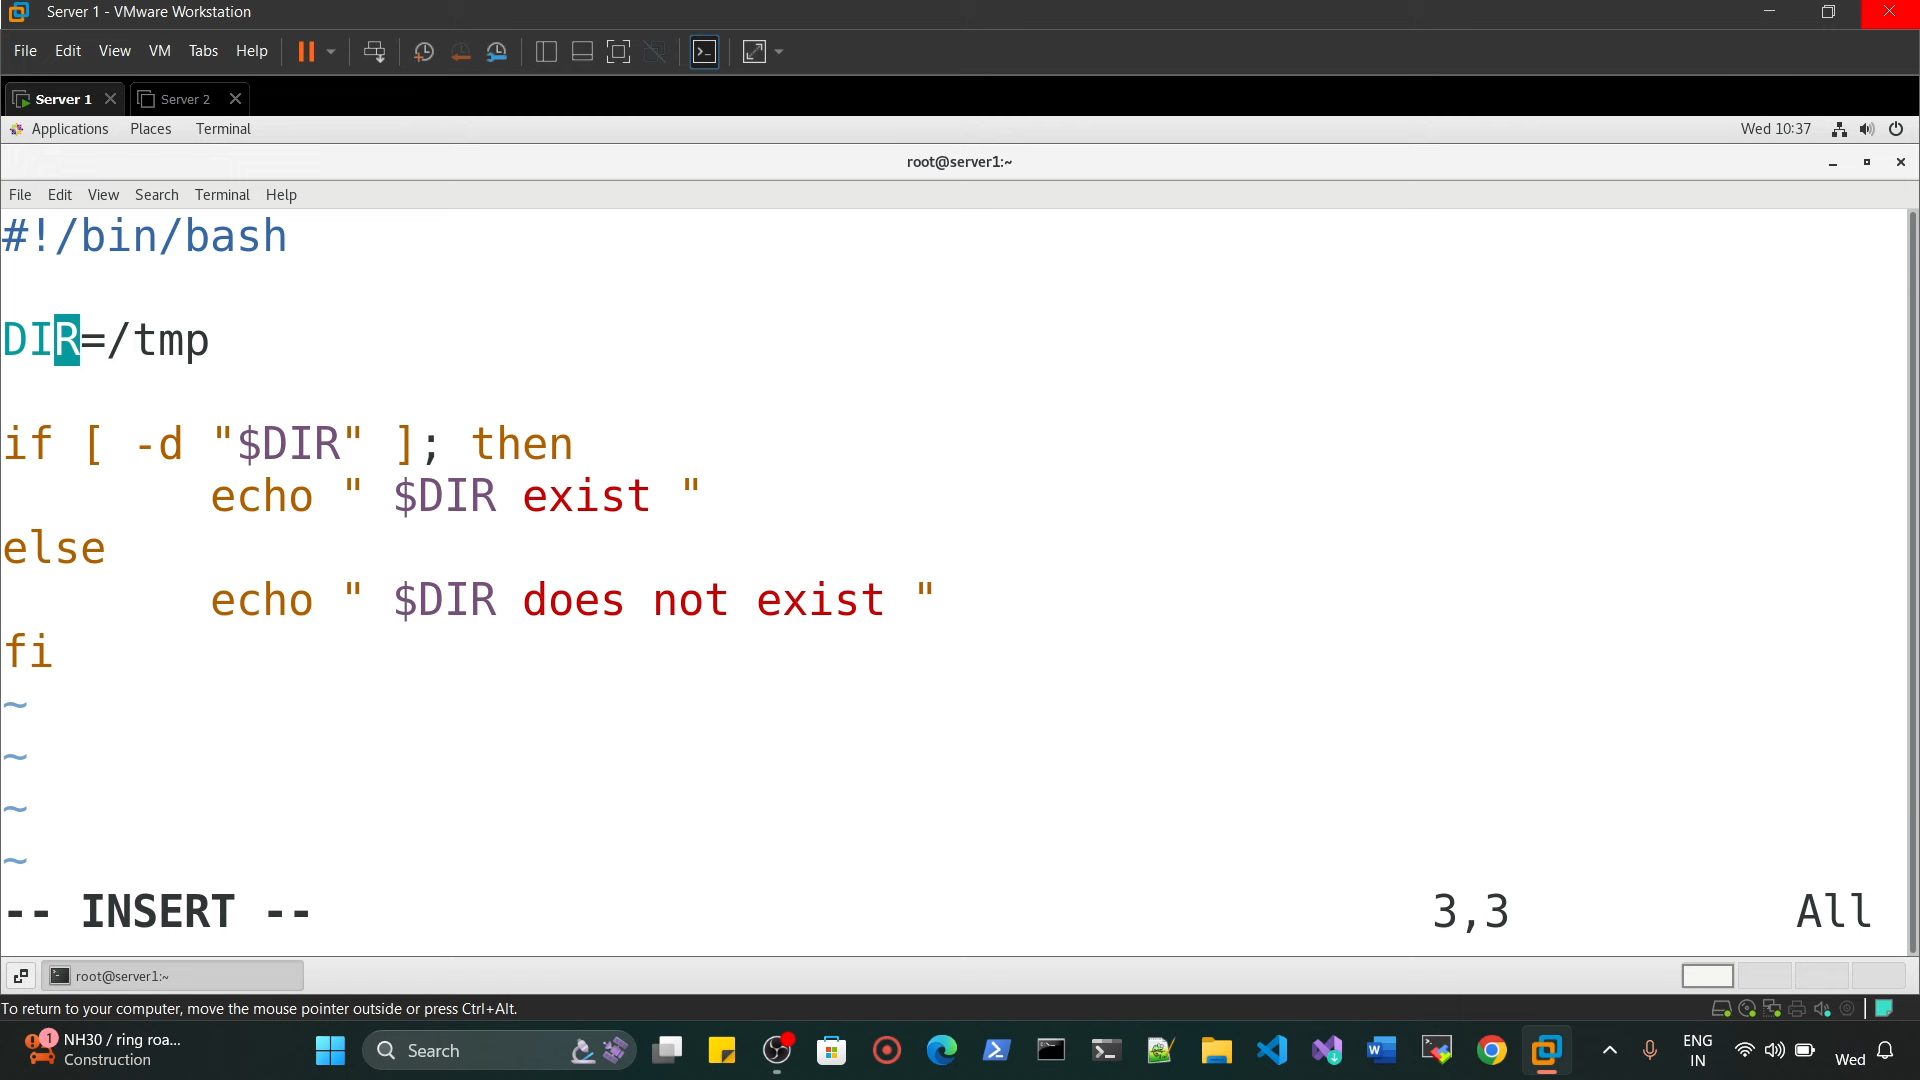 Server 1 - VMware Workstation
File Edit View VM Tabs Help
Server 1 Server 2
Applications Places Terminal Wed 10:37
root@server1:~
File Edit View Search Terminal Help
#!/bin/bash
DIR=/tmp
if [ -d "$DIR" ]; then
echo " $DIR exist "
else
echo " $DIR does not exist "
fi
~
~
~
~
-- INSERT -- 3,3 All
root@server1:~
To return to your computer, move the mouse pointer outside or press Ctrl+Alt.
1 NH30 / ring roa...
Construction
Search
ENG
IN
Wed